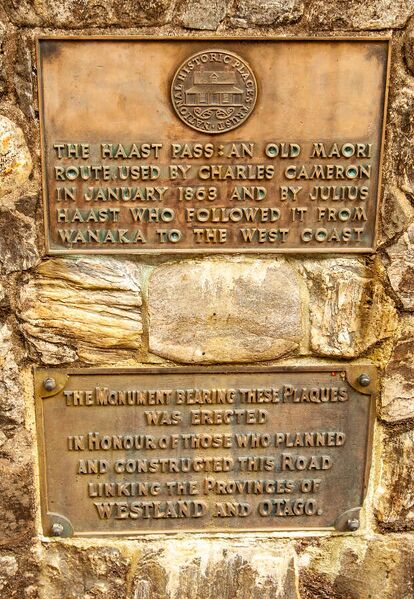 NATIONAL HISTORIC PLACES TRUST
THE HAAST PASS: AN OLD MAORI
ROUTE, USED BY CHARLES CAMERON
IN JANUARY 1863 AND BY JULIUS
HAAST WHO FOLLOWED IT FROM
WANAKA TO THE WEST COAST
THE MONUMENT BEARING THESE PLAQUES
WAS ERECTED
IN HONOUR OF THOSE WHO PLANNED
AND CONSTRUCTED THIS ROAD
LINKING THE PROVINCES OF
WESTLAND AND OTAGO.